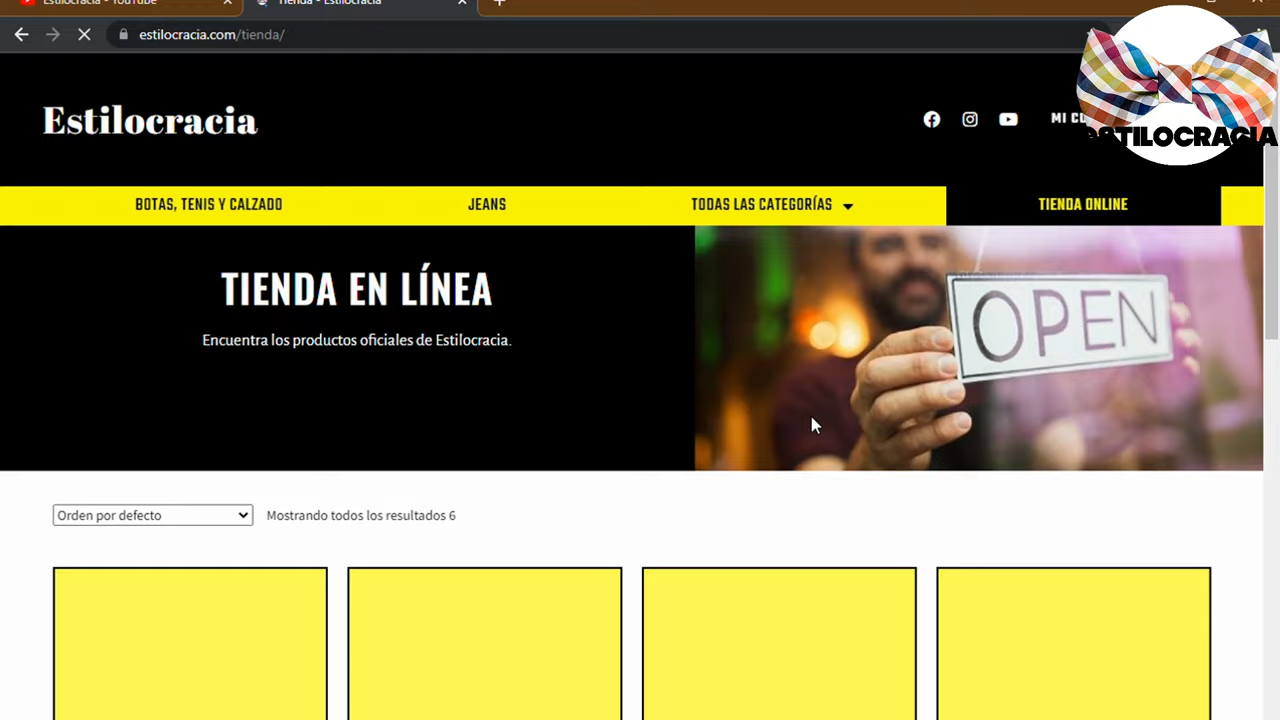 Estilocracia - YouTube
Tienda - Estilocracia
estilocracia.com/tienda/
Estilocracia
MI
ESTILOCRACIA
BOTAS, TENIS Y CALZADO
JEANS
TODAS LAS CATEGORÍAS
TIENDA ONLINE
TIENDA EN LÍNEA
Encuentra los productos oficiales de Estilocracia.
OPEN
Orden por defecto
Mostrando todos los resultados 6